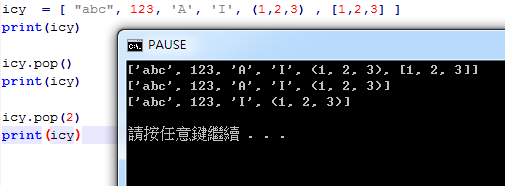 icy  = [ "abc", 123, 'A', 'I', (1,2,3) , [1,2,3] ]
print(icy)
icy.pop()
print(icy)
icy.pop(2)
print(icy)
C:\. PAUSE
['abc', 123, 'A', 'I', (1, 2, 3), [1, 2, 3]]
['abc', 123, 'A', 'I', (1, 2, 3)]
['abc', 123, 'I', (1, 2, 3)]
請按任意鍵繼續 . . .